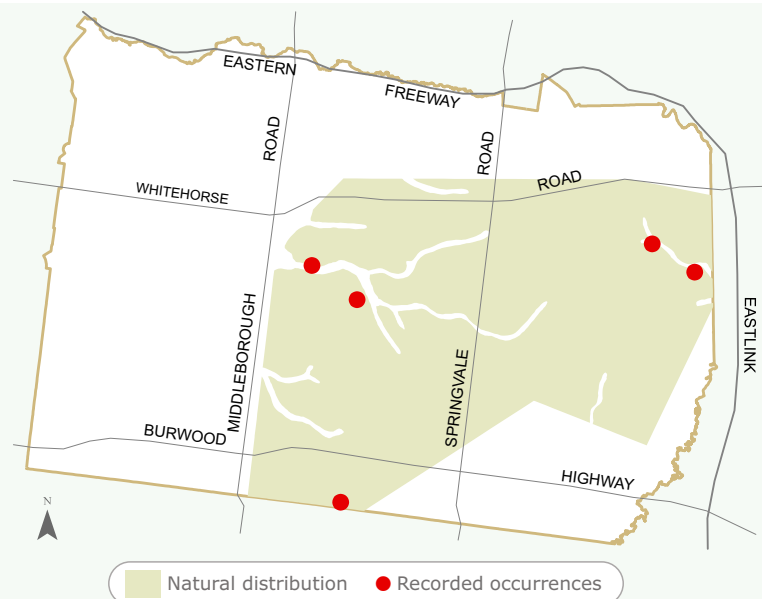 EASTERN
FREEWAY
ROAD
ROAD
ROAD
WHITEHORSE
MIDDLEBOROUGH
SPRINGVALE
EASTLINK
BURWOOD
HIGHWAY
N
Natural distribution
Recorded occurrences